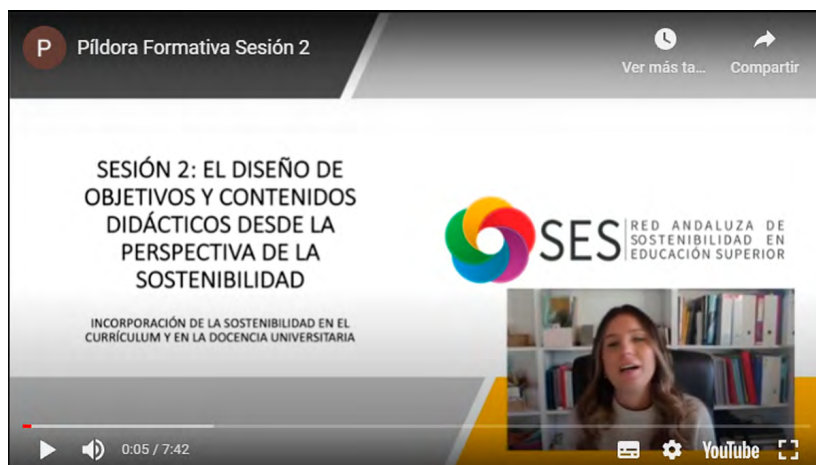 P
Píldora Formativa Sesión 2
Ver más ta...
Compartir
SESIÓN 2: EL DISEÑO DE
OBJETIVOS Y CONTENIDOS
DIDÁCTICOS DESDE LA
PERSPECTIVA DE LA
SOSTENIBILIDAD
INCORPORACIÓN DE LA SOSTENIBILIDAD EN EL
CURRÍCULUM Y EN LA DOCENCIA UNIVERSITARIA
SES
RED ANDALUZA DE
SOSTENIBILIDAD EN
EDUCACIÓN SUPERIOR
0:05 / 7:42
YouTube